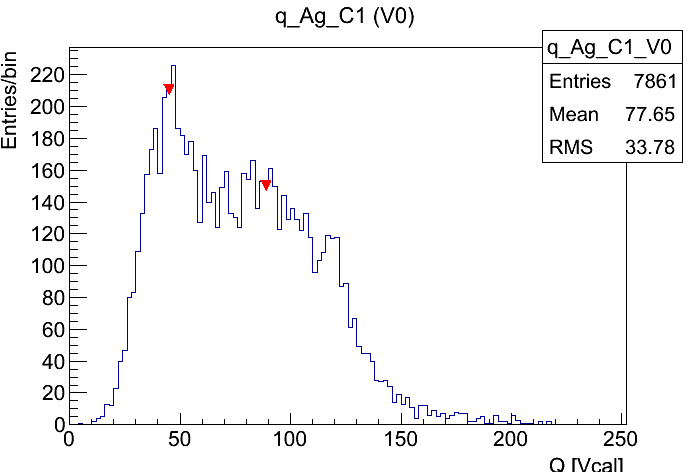 q_Ag_C1 (V0)
q_Ag_C1_V0
Entries 7861
Mean 77.65
RMS 33.78
Entries/bin
220
200
180
160
140
120
100
80
60
40
20
0
0 50 100 150 200 250
Q [Vcal]